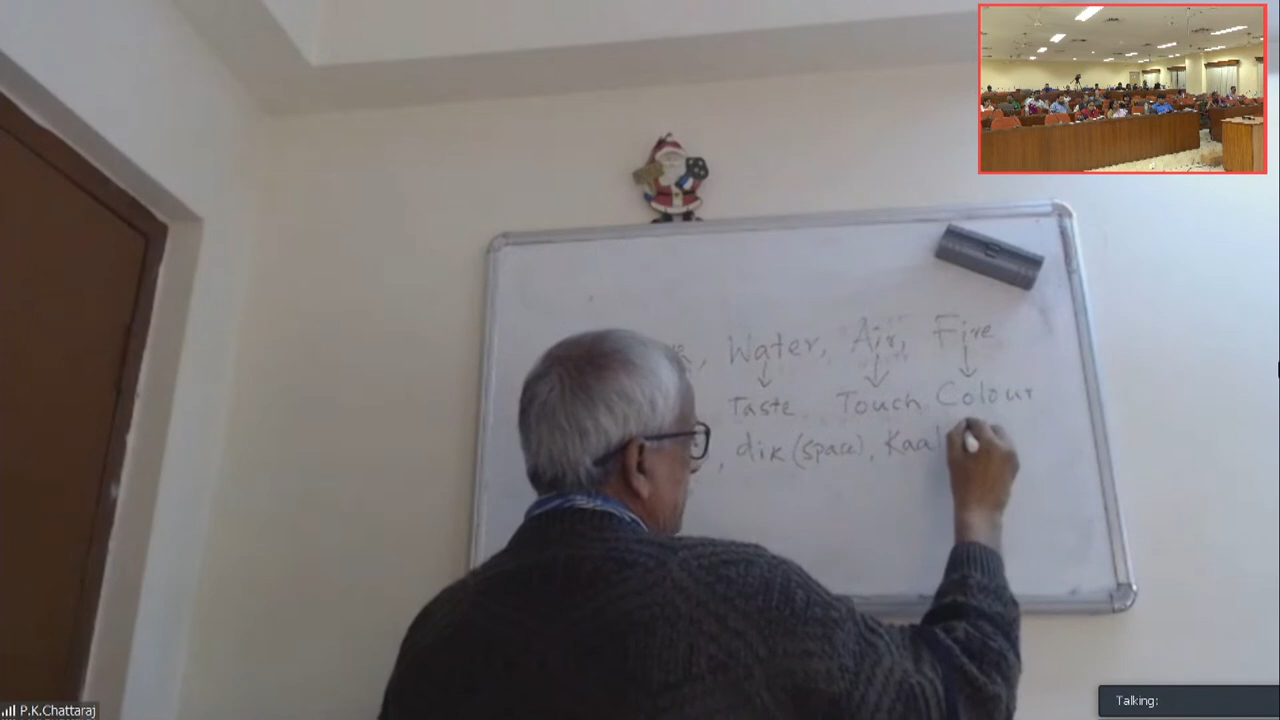 Water, Air, Fire
Taste Touch Colour
, dik (space), Kaal
P.K.Chattaraj
Talking: